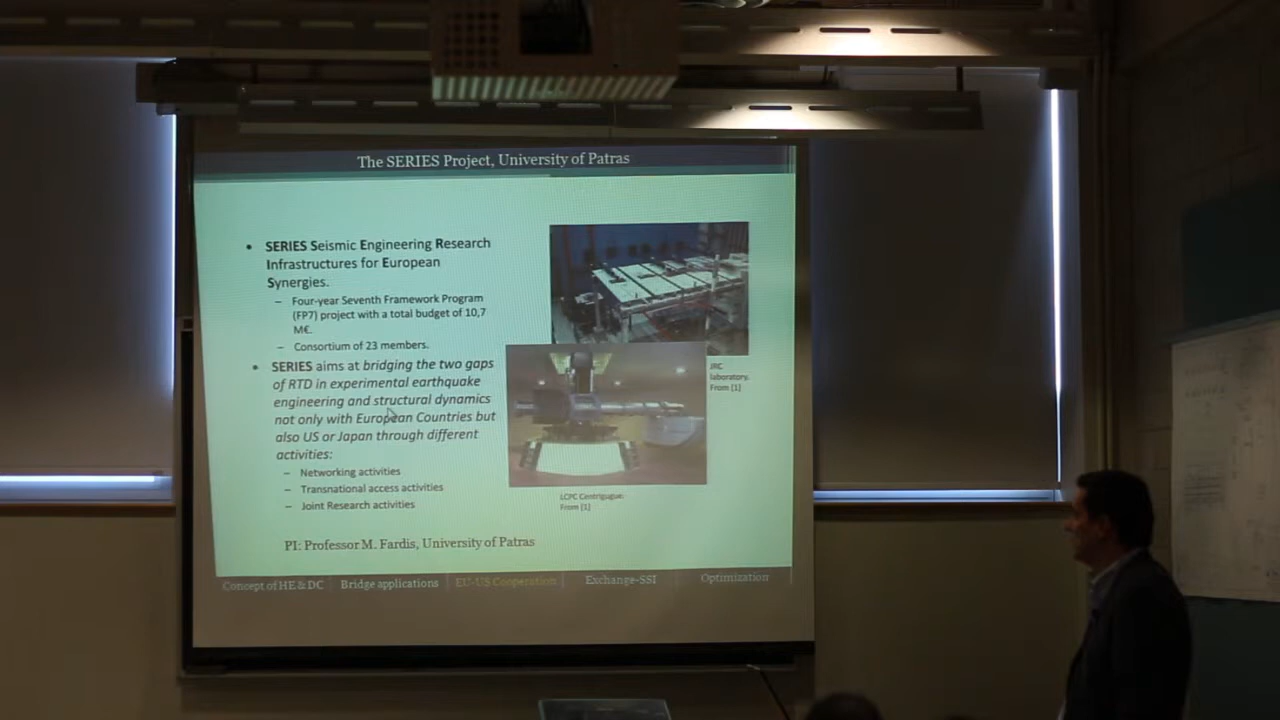 The SERIES Project, University of Patras
• SERIES Seismic Engineering Research
Infrastructures for European
Synergies.
– Four-year Seventh Framework Program
(FP7) project with a total budget of 10,7
M€.
– Consortium of 23 members.
• SERIES aims at bridging the two gaps
of RTD in experimental earthquake
engineering and structural dynamics
not only with European Countries but
also US or Japan through different
activities:
– Networking activities
– Transnational access activities
– Joint Research activities
JRC
laboratory.
From [1]
LCPC Centrigugue.
From [1]
PI: Professor M. Fardis, University of Patras
Concept of HE & DC Bridge applications EU-US Cooperation Exchange-SSI Optimization